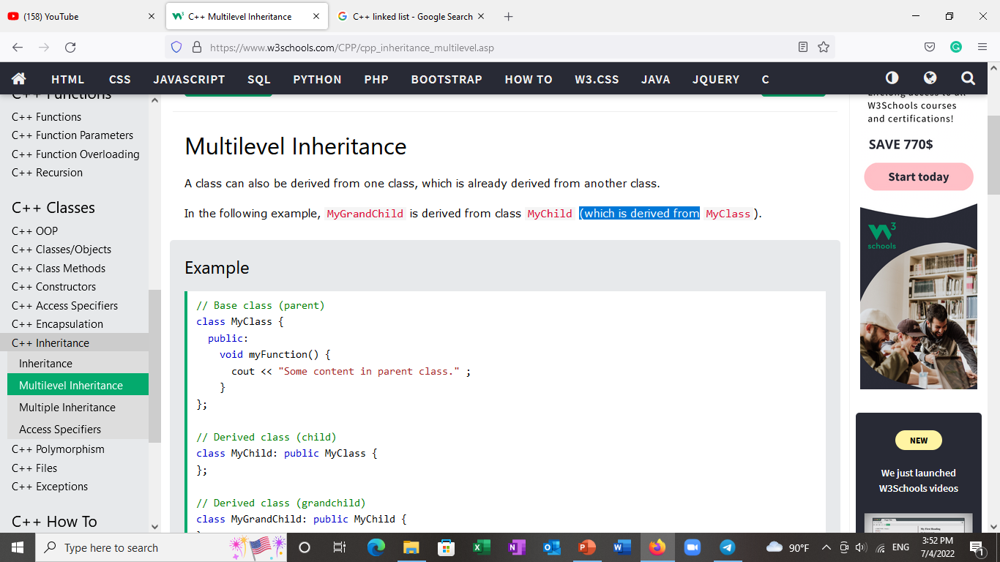 (158) YouTube
C++ Multilevel Inheritance
C++ linked list - Google Search
https://www.w3schools.com/CPP/cpp_inheritance_multilevel.asp
HTML CSS JAVASCRIPT SQL PYTHON PHP BOOTSTRAP HOW TO W3.CSS JAVA JQUERY C
C++ Functions
C++ Functions
C++ Function Parameters
C++ Function Overloading
C++ Recursion
C++ Classes
C++ OOP
C++ Classes/Objects
C++ Class Methods
C++ Constructors
C++ Access Specifiers
C++ Encapsulation
C++ Inheritance
Inheritance
Multilevel Inheritance
Multiple Inheritance
Access Specifiers
C++ Polymorphism
C++ Files
C++ Exceptions
C++ How To
Multilevel Inheritance
A class can also be derived from one class, which is already derived from another class.
In the following example, MyGrandChild is derived from class MyChild (which is derived from MyClass ).
Example
// Base class (parent)
class MyClass {
  public:
    void myFunction() {
      cout << "Some content in parent class." ;
    }
};
// Derived class (child)
class MyChild: public MyClass {
};
// Derived class (grandchild)
class MyGrandChild: public MyChild {
Lifelong access to all
W3Schools courses
and certifications!
SAVE 770$
Start today
W3
schools
NEW
We just launched
W3Schools videos
Type here to search
90°F
ENG
3:52 PM
7/4/2022
1